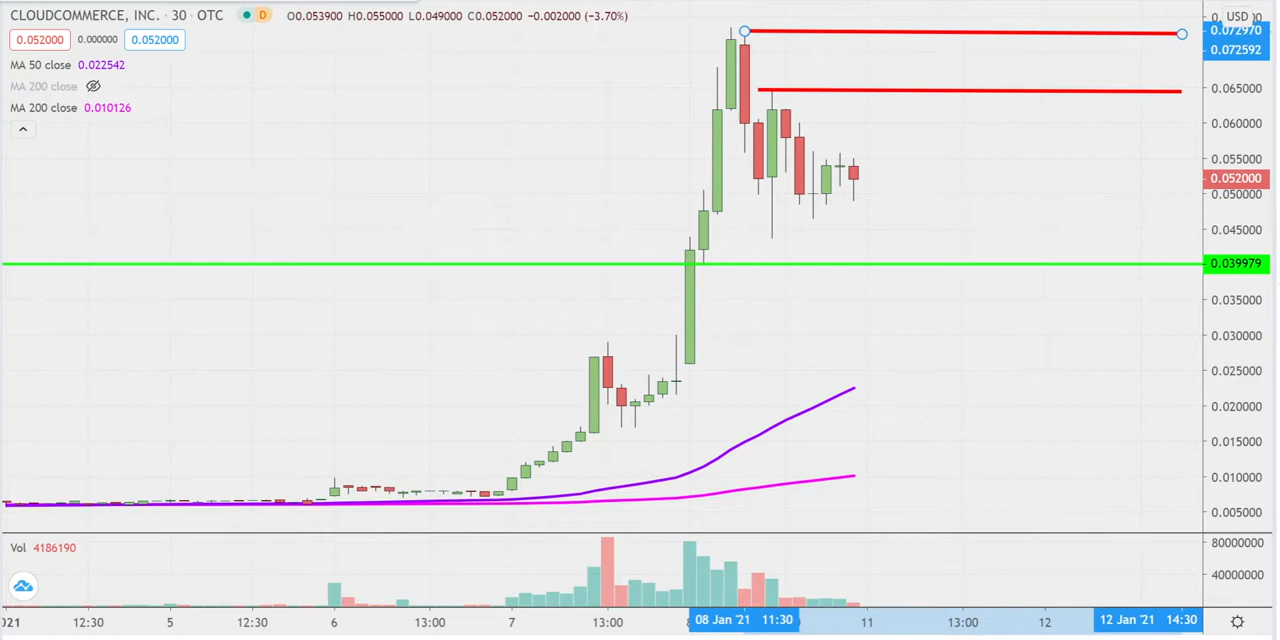 CLOUDCOMMERCE, INC. · 30 · OTC D O0.053900 H0.055000 L0.049000 C0.052000 −0.002000 (−3.70%)
0.052000 0.000000 0.052000
MA 50 close 0.022542
MA 200 close
MA 200 close 0.010126
USD
0.072970
0.072592
0.065000
0.060000
0.055000
0.052000
0.050000
0.045000
0.039979
0.035000
0.030000
0.025000
0.020000
0.015000
0.010000
0.005000
Vol 4186190
80000000
40000000
021 12:30 5 12:30 6 13:00 7 13:00 08 Jan '21 11:30 11 13:00 12 12 Jan '21 14:30